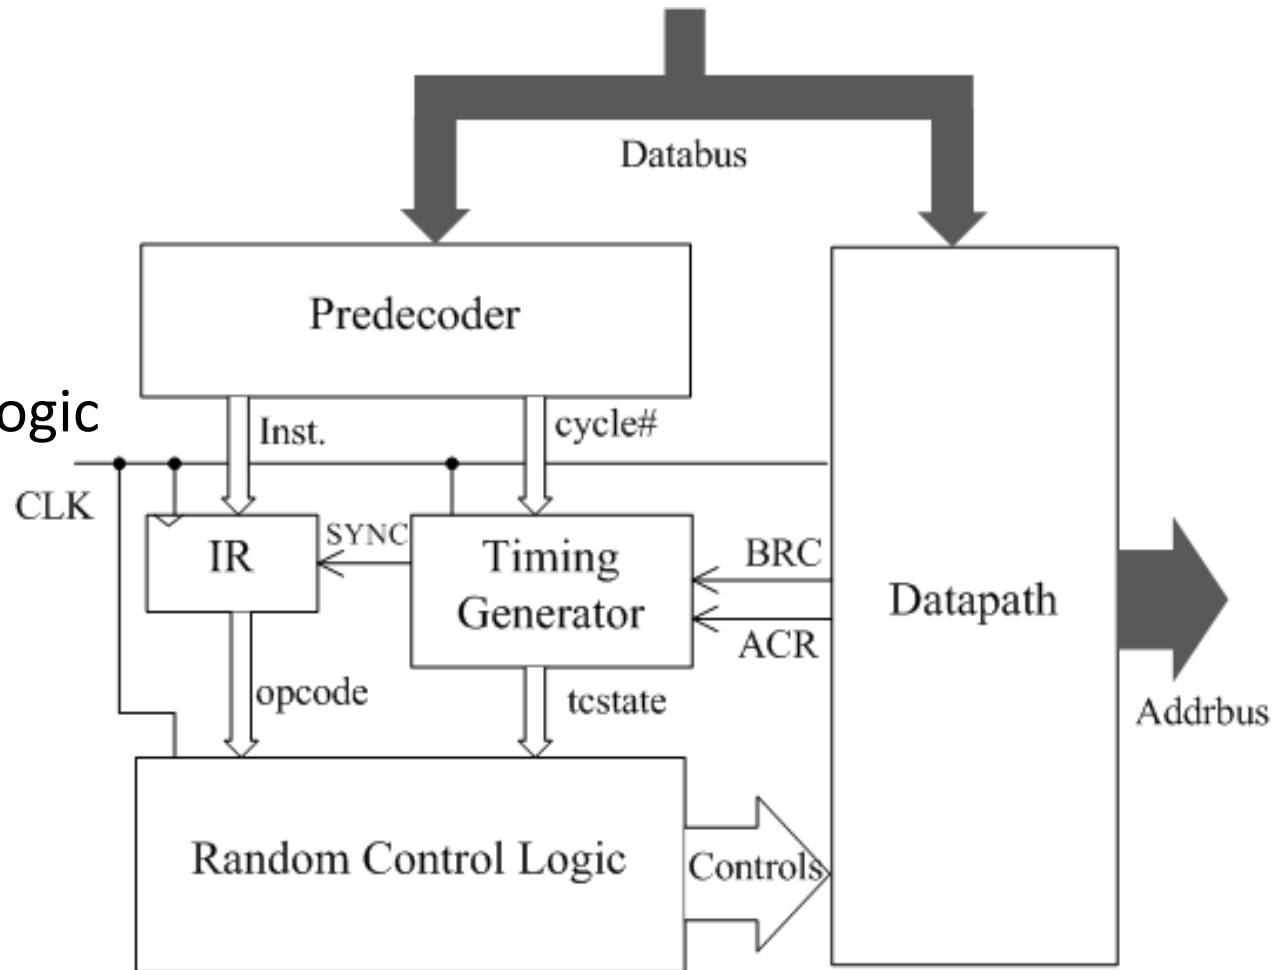 Databus
Predecoder
ogic
Inst.
cycle#
CLK
IR
SYNC
Timing
Generator
BRC
ACR
Datapath
opcode
tcstate
Addrbus
Random Control Logic
Controls